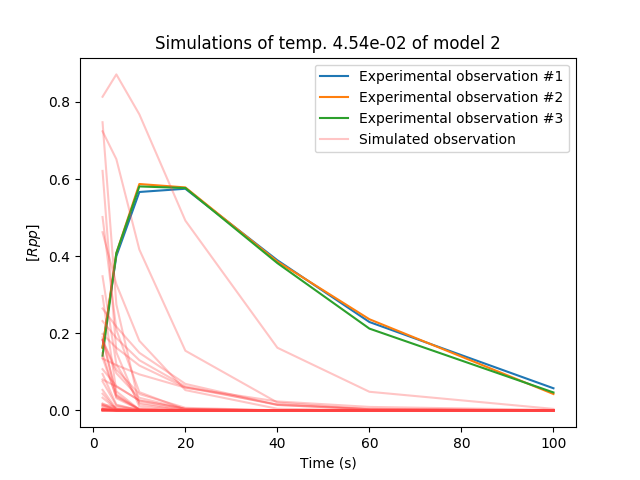 Simulations of temp. 4.54e-02 of model 2
Experimental observation #1
Experimental observation #2
Experimental observation #3
Simulated observation
[Rpp]
0.8
0.6
0.4
0.2
0.0
0
20
40
60
80
100
Time (s)